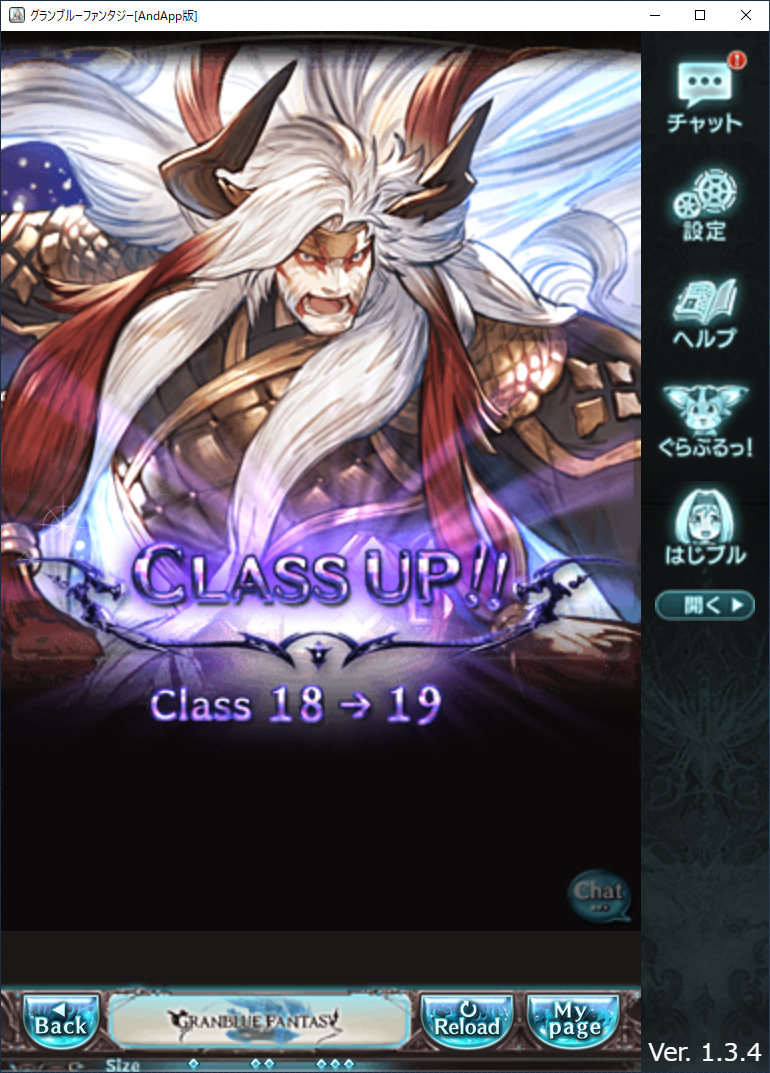 グランブルーファンタジー[AndApp版]
チャット
設定
ヘルプ
ぐらぶるっ!
はじブル
開く
CLASS UP!!
Class 18 → 19
Chat
Back
GRANBLUE FANTASY
Reload
My page
Size
Ver. 1.3.4